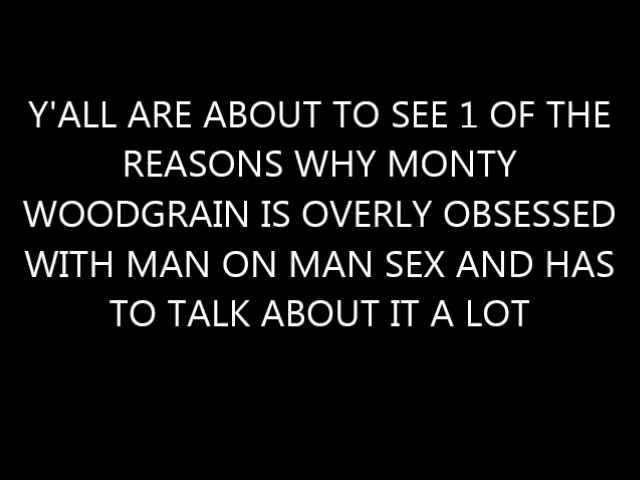 Y'ALL ARE ABOUT TO SEE 1 OF THE
REASONS WHY MONTY
WOODGRAIN IS OVERLY OBSESSED
WITH MAN ON MAN SEX AND HAS
TO TALK ABOUT IT A LOT